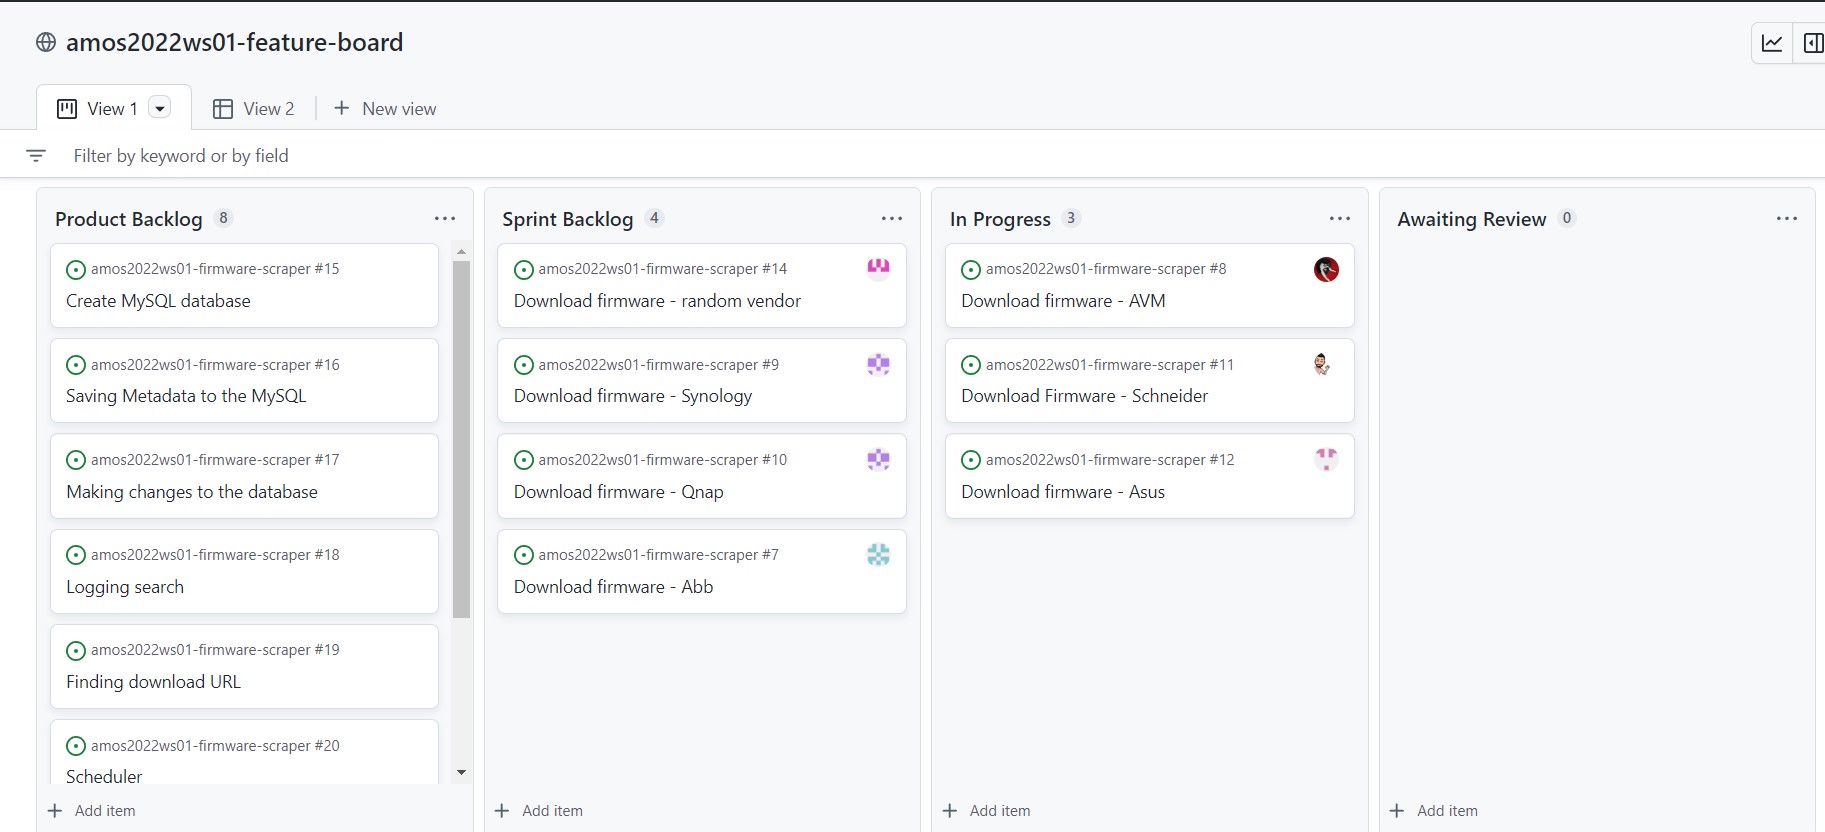 amos2022ws01-feature-board
View 1
View 2
New view
Filter by keyword or by field
Product Backlog 8
amos2022ws01-firmware-scraper #15
Create MySQL database
amos2022ws01-firmware-scraper #16
Saving Metadata to the MySQL
amos2022ws01-firmware-scraper #17
Making changes to the database
amos2022ws01-firmware-scraper #18
Logging search
amos2022ws01-firmware-scraper #19
Finding download URL
amos2022ws01-firmware-scraper #20
Scheduler
Add item
Sprint Backlog 4
amos2022ws01-firmware-scraper #14
Download firmware - random vendor
amos2022ws01-firmware-scraper #9
Download firmware - Synology
amos2022ws01-firmware-scraper #10
Download firmware - Qnap
amos2022ws01-firmware-scraper #7
Download firmware - Abb
Add item
In Progress 3
amos2022ws01-firmware-scraper #8
Download firmware - AVM
amos2022ws01-firmware-scraper #11
Download Firmware - Schneider
amos2022ws01-firmware-scraper #12
Download firmware - Asus
Add item
Awaiting Review 0
Add item